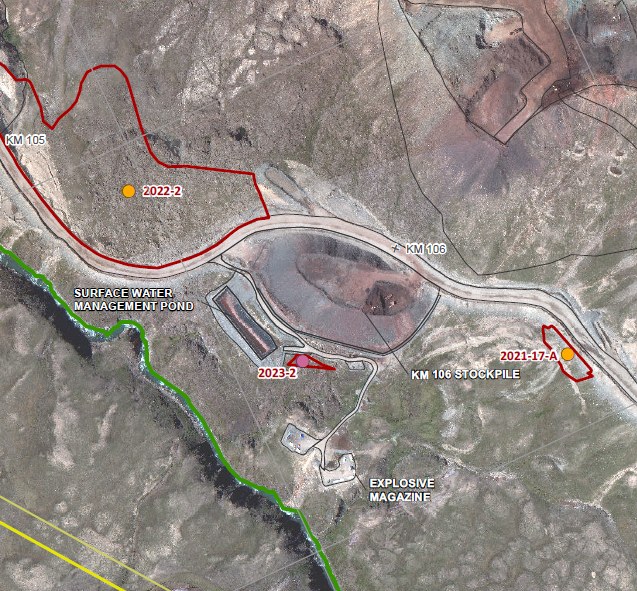 KM 105
2022-2
KM 106
SURFACE WATER
MANAGEMENT POND
2021-17-A
2023-2
KM 106 STOCKPILE
EXPLOSIVE
MAGAZINE